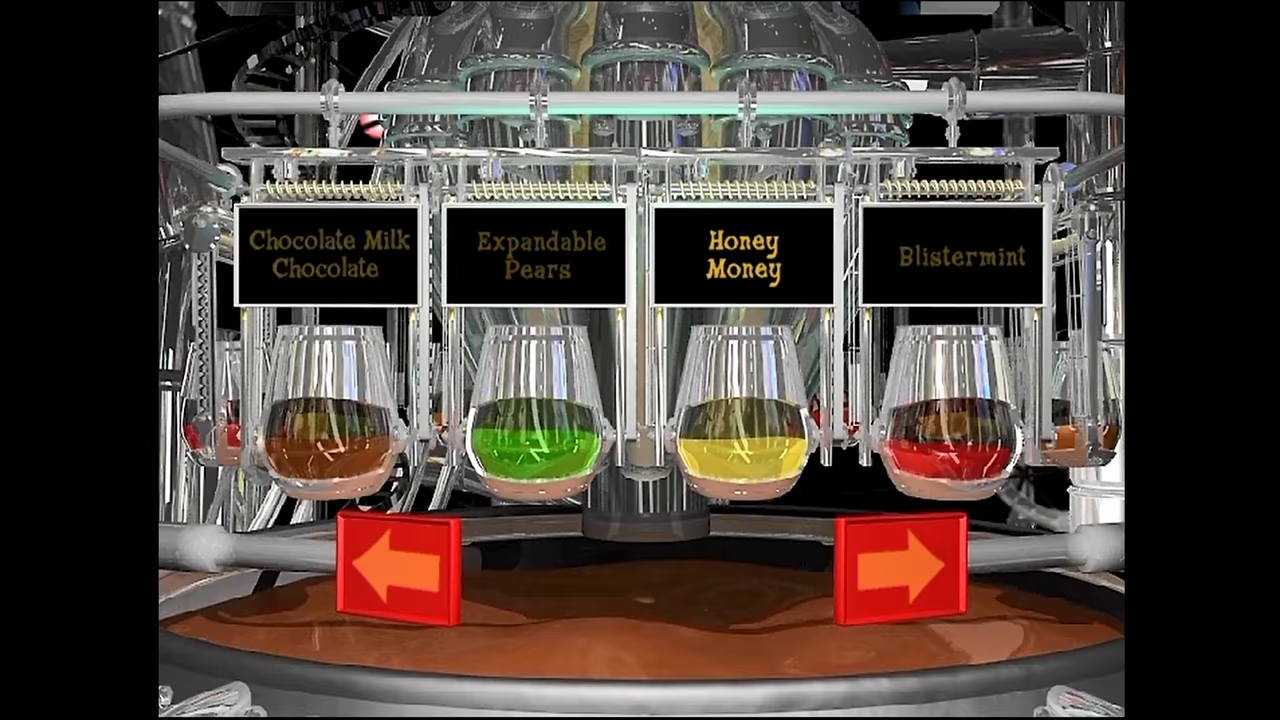 Chocolate Milk
Chocolate
Expandable
Pears
Honey
Money
Blistermint